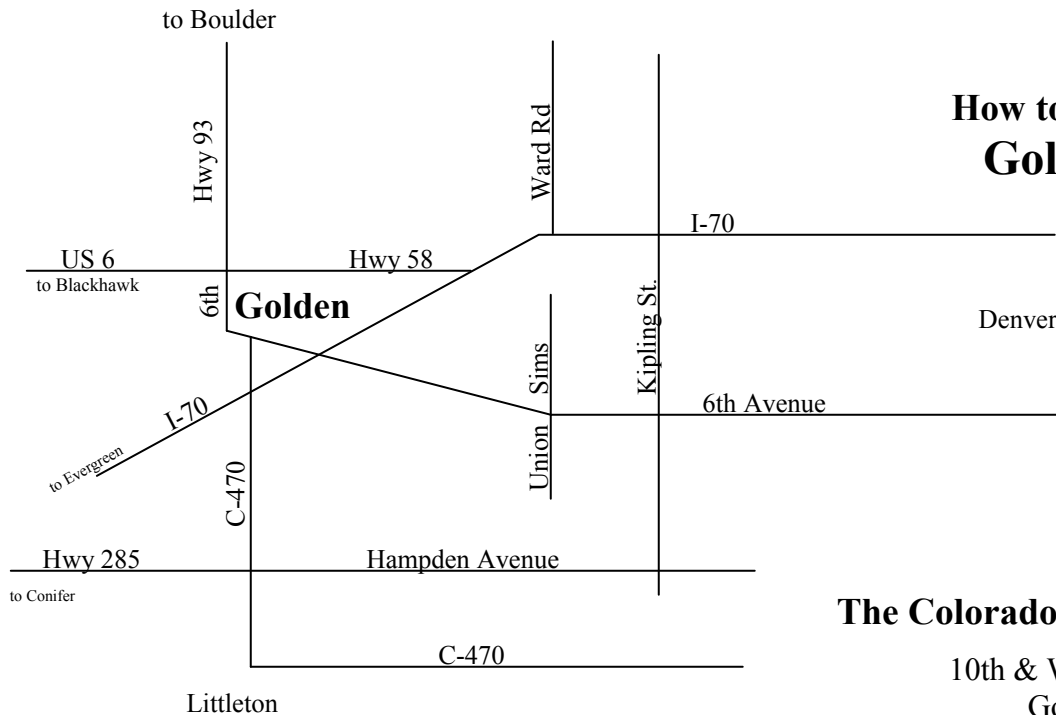 to Boulder
Hwy 93
Ward Rd
How to
I-70
US 6
Hwy 58
to Blackhawk
6th
Golden
Kipling St.
Denver
Sims
6th Avenue
I-70
to Evergreen
Union
C-470
Hwy 285
Hampden Avenue
to Conifer
The Colorado
C-470
10th &
Littleton